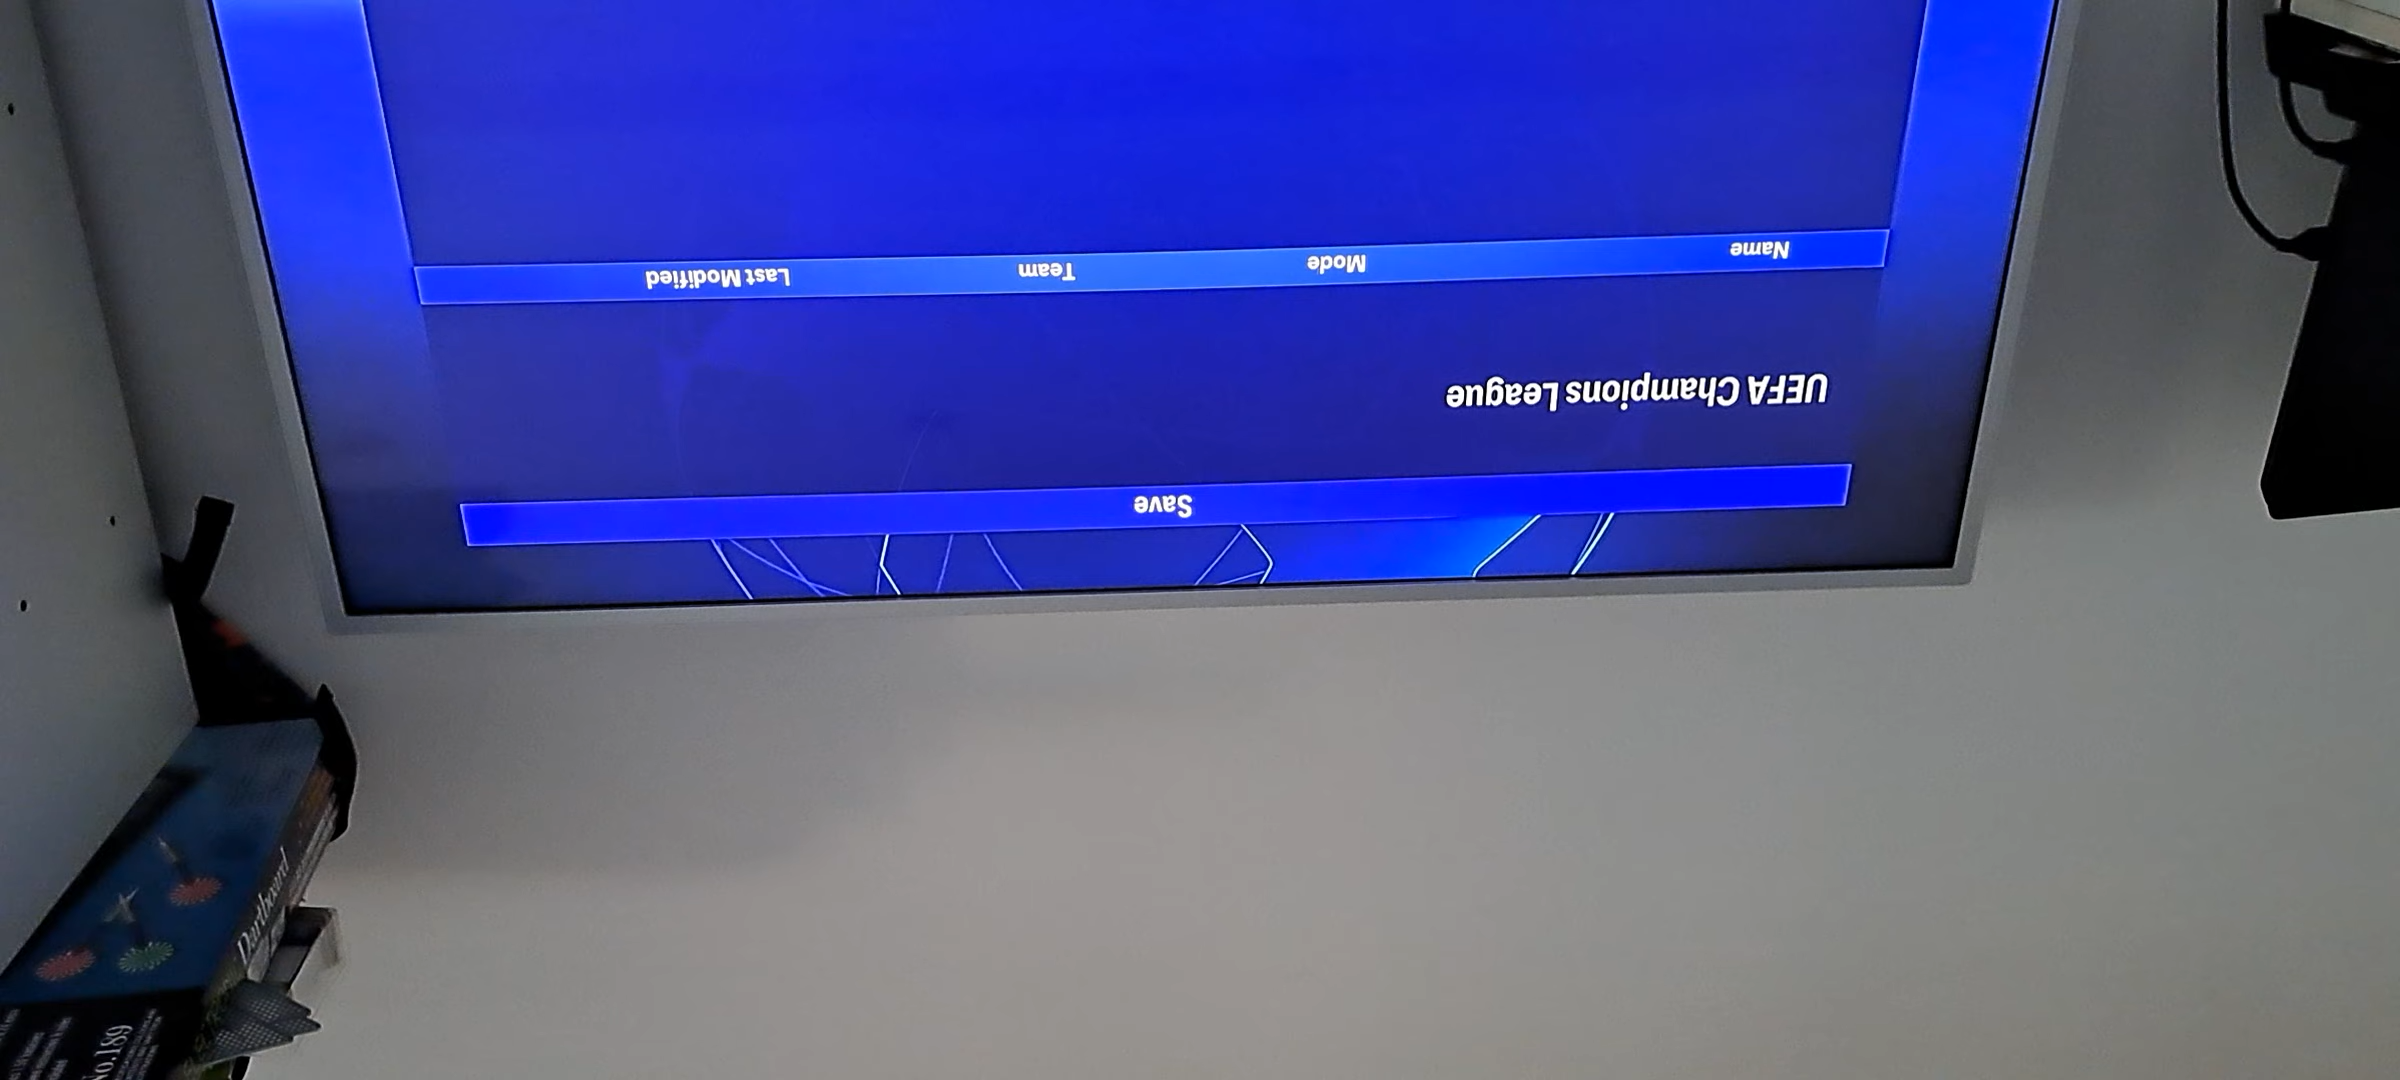 Save
UEFA Champions League
Name Mode Team Last Modified
Dartboard
No.189